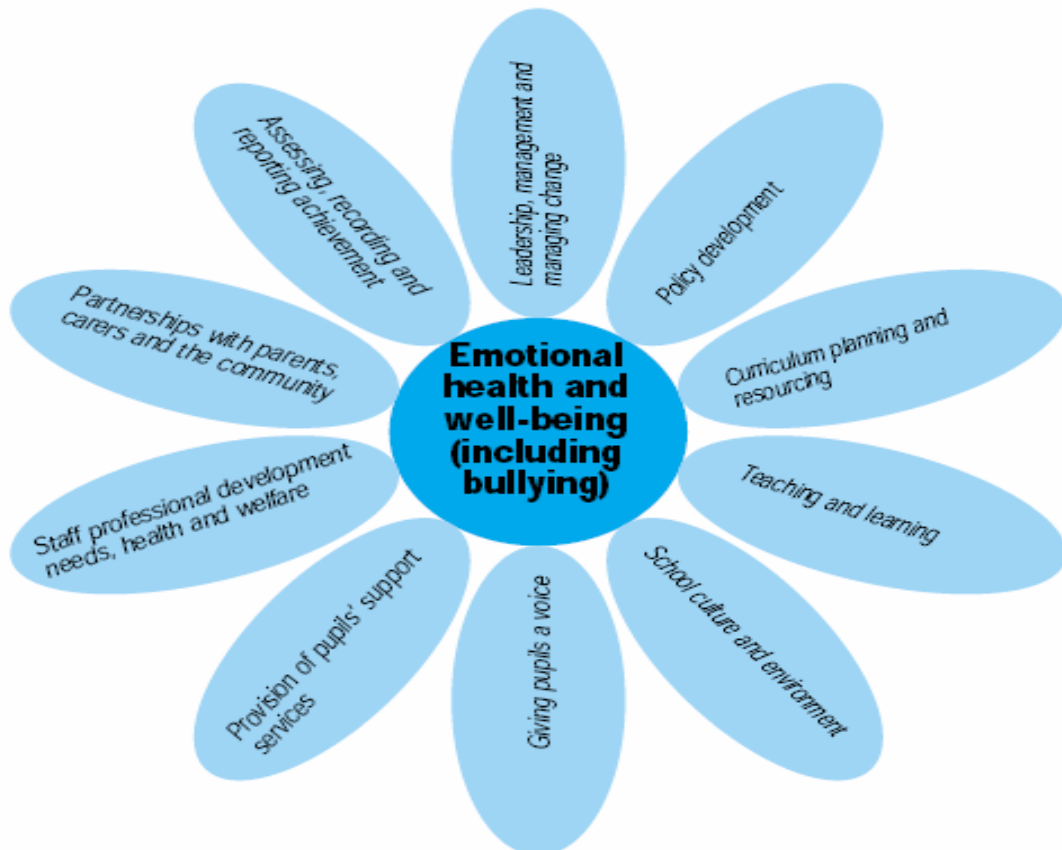 Leadership, management and
managing change
Policy development
Curriculum planning and
resourcing
Teaching and learning
School culture and environment
Giving pupils a voice
Provision of pupils' support
services
Staff professional development
needs, health and welfare
Partnerships with parents,
carers and the community
Assessing, recording and
reporting achievement
Emotional
health and
well-being
(including
bullying)